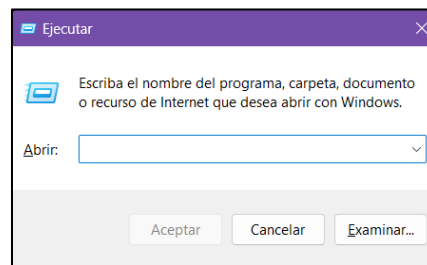 Ejecutar
Escriba el nombre del programa, carpeta, documento
o recurso de Internet que desea abrir con Windows.
Abrir:
Aceptar Cancelar Examinar...